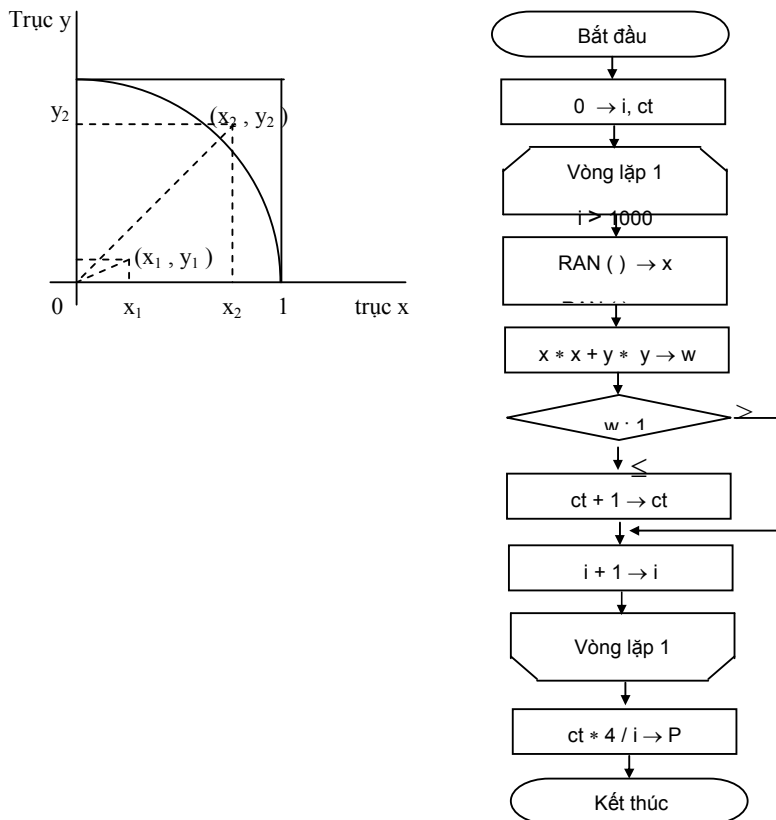 Trục y
y2
(x2 , y2 )
(x1 , y1 )
0 x1 x2 1 trục x
Bắt đầu
0 → i, ct
Vòng lặp 1
i > 1000
RAN ( ) → x
x * x + y * y → w
w : 1
>
≤
ct + 1 → ct
i + 1 → i
Vòng lặp 1
ct * 4 / i → P
Kết thúc